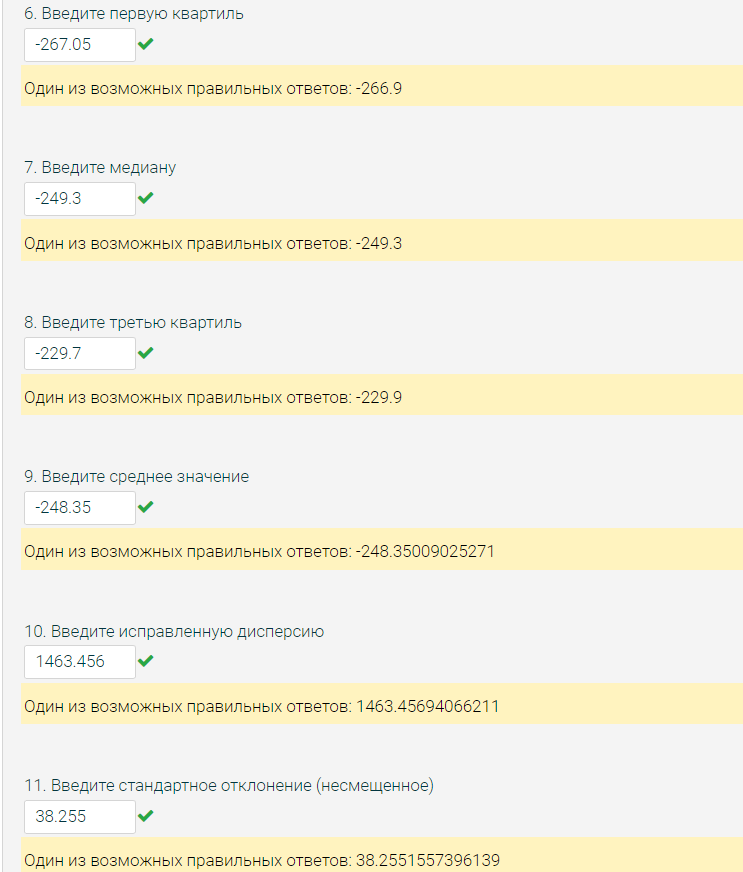 6. Введите первую квартиль
-267.05
Один из возможных правильных ответов: -266.9
7. Введите медиану
-249.3
Один из возможных правильных ответов: -249.3
8. Введите третью квартиль
-229.7
Один из возможных правильных ответов: -229.9
9. Введите среднее значение
-248.35
Один из возможных правильных ответов: -248.35009025271
10. Введите исправленную дисперсию
1463.456
Один из возможных правильных ответов: 1463.45694066211
11. Введите стандартное отклонение (несмещенное)
38.255
Один из возможных правильных ответов: 38.2551557396139